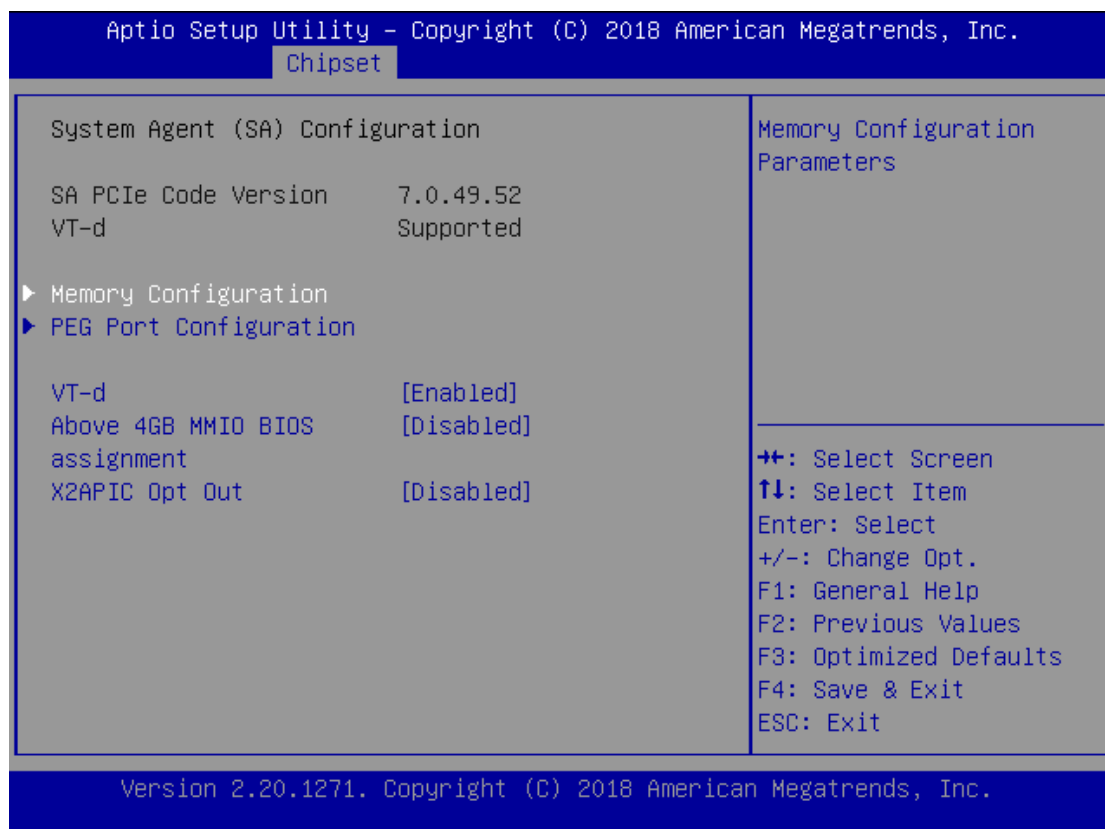 Aptio Setup Utility – Copyright (C) 2018 American Megatrends, Inc.
Chipset
System Agent (SA) Configuration
SA PCIe Code Version 7.0.49.52
VT-d Supported
▶ Memory Configuration
▶ PEG Port Configuration
VT-d [Enabled]
Above 4GB MMIO BIOS [Disabled]
assignment
X2APIC Opt Out [Disabled]
Memory Configuration
Parameters
→←: Select Screen
↑↓: Select Item
Enter: Select
+/-: Change Opt.
F1: General Help
F2: Previous Values
F3: Optimized Defaults
F4: Save & Exit
ESC: Exit
Version 2.20.1271. Copyright (C) 2018 American Megatrends, Inc.